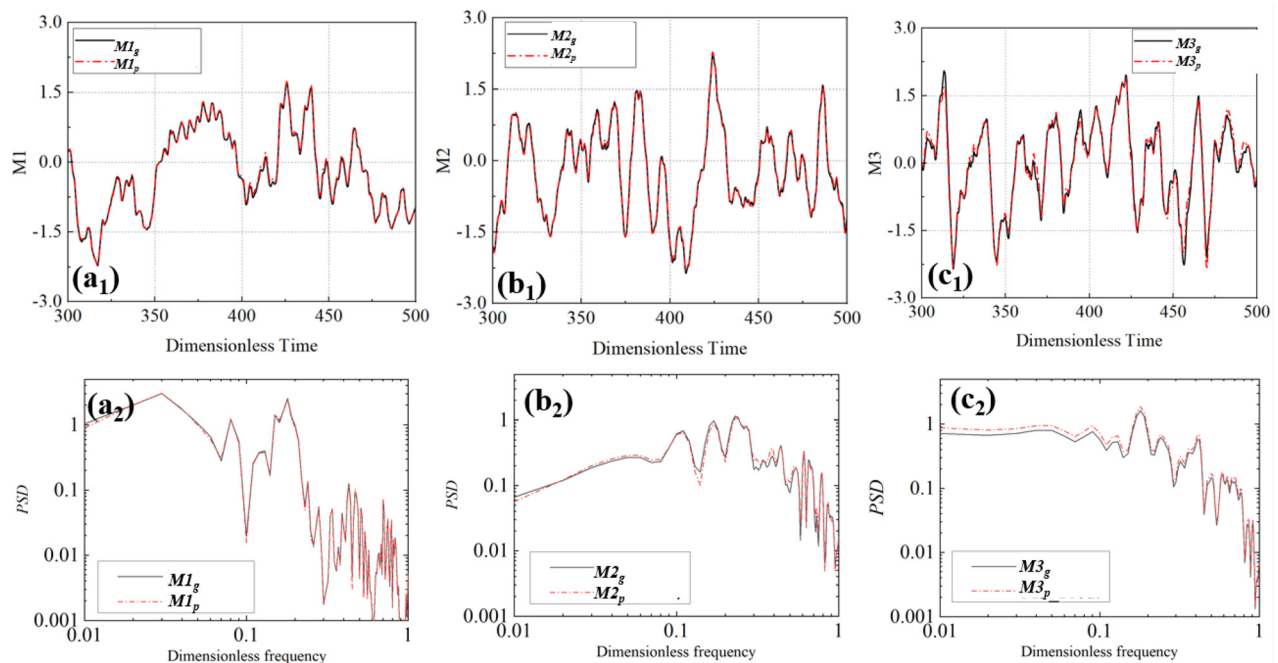 M1
3.0
1.5
0.0
-1.5
-3.0
M1g
M1p
(a1)
300 350 400 450 500
Dimensionless Time
M2
3.0
1.5
0.0
-1.5
-3.0
M2g
M2p
(b1)
300 350 400 450 500
Dimensionless Time
M3
3.0
1.5
0.0
-1.5
-3.0
M3g
M3p
(c1)
300 350 400 450 500
Dimensionless Time
PSD
1
0.1
0.01
0.001
(a2)
M1g
M1p
0.01 0.1 1
Dimensionless frequency
PSD
1
0.1
0.01
0.001
(b2)
M2g
M2p
0.01 0.1 1
Dimensionless frequency
PSD
1
0.1
0.01
0.001
(c2)
M3g
M3p
0.01 0.1 1
Dimensionless frequency